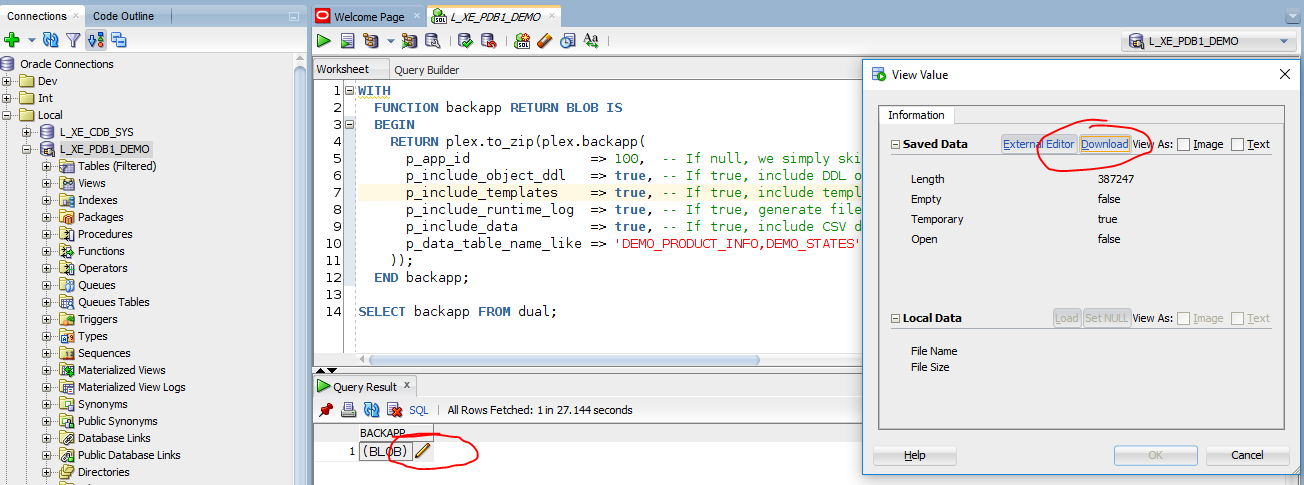 Connections
Code Outline
Oracle Connections
Dev
Int
Local
L_XE_CDB_SYS
L_XE_PDB1_DEMO
Tables (Filtered)
Views
Indexes
Packages
Procedures
Functions
Operators
Queues
Queues Tables
Triggers
Types
Sequences
Materialized Views
Materialized View Logs
Synonyms
Public Synonyms
Database Links
Public Database Links
Directories
Welcome Page
L_XE_PDB1_DEMO
L_XE_PDB1_DEMO
Worksheet
Query Builder
1 WITH
2 FUNCTION backapp RETURN BLOB IS
3 BEGIN
4 RETURN plex.to_zip(plex.backapp(
5 p_app_id => 100, -- If null, we simply ski
6 p_include_object_ddl => true, -- If true, include DDL o
7 p_include_templates => true, -- If true, include templ
8 p_include_runtime_log => true, -- If true, generate file
9 p_include_data => true, -- If true, include CSV d
10 p_data_table_name_like => 'DEMO_PRODUCT_INFO,DEMO_STATES'
11 ));
12 END backapp;
13
14 SELECT backapp FROM dual;
Query Result
SQL
All Rows Fetched: 1 in 27.144 seconds
BACKAPP
1 (BLOB)
View Value
Information
Saved Data
External Editor
Download
View As:
Image
Text
Length 387247
Empty false
Temporary true
Open false
Local Data
Load
Set NULL
View As:
Image
Text
File Name
File Size
Help
OK
Cancel